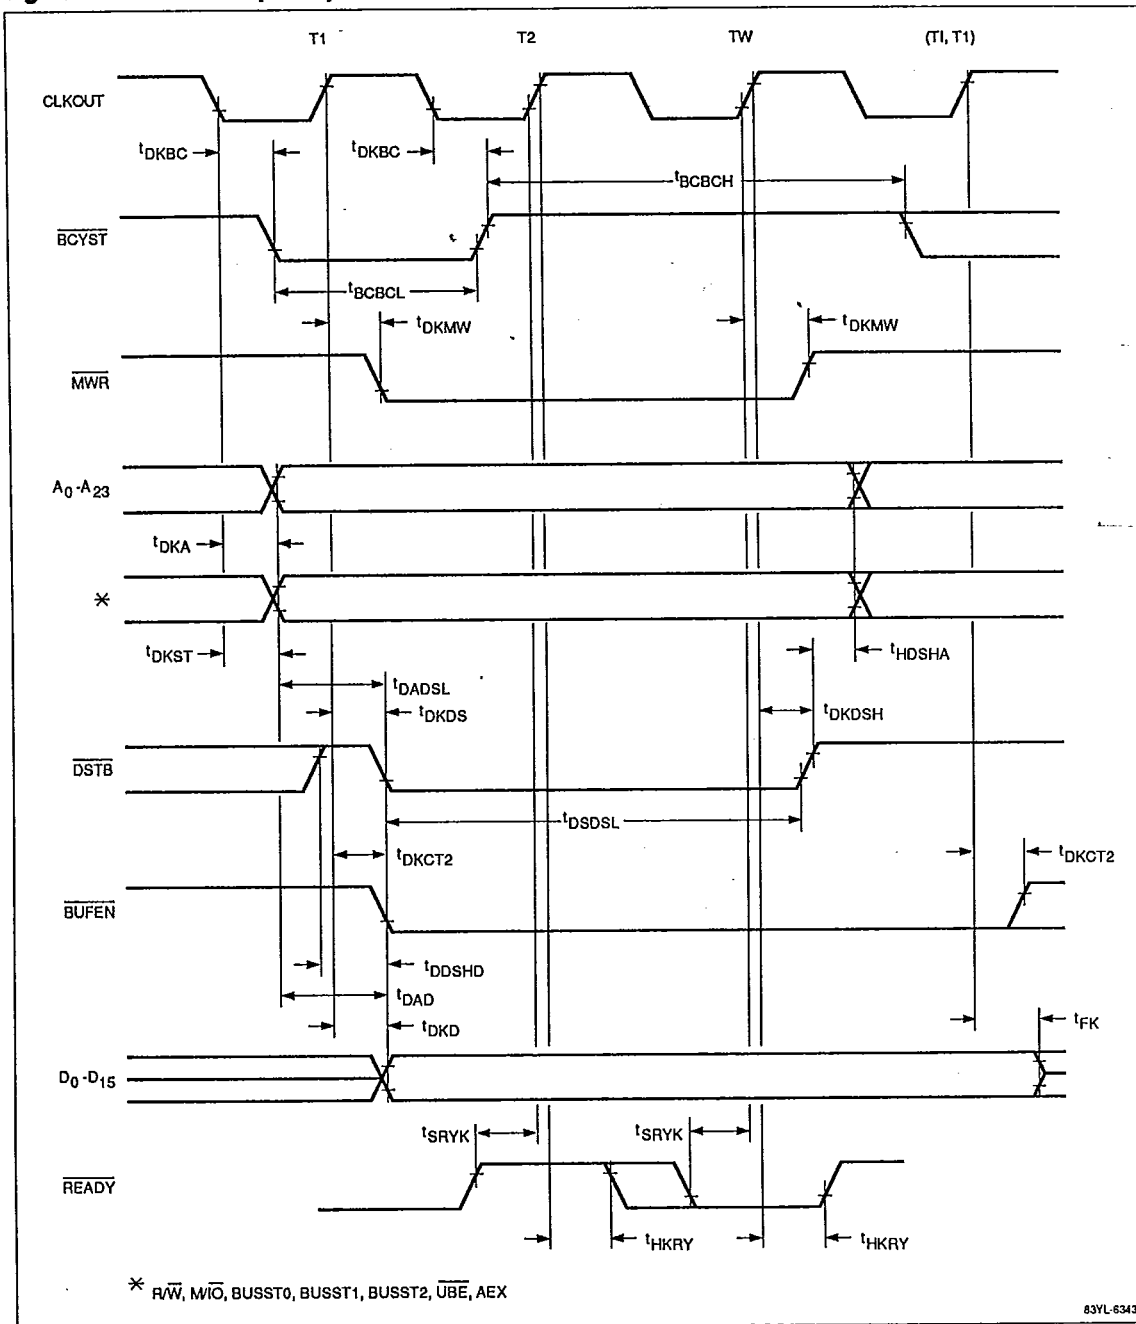 T1 T2 TW (TI, T1)
CLKOUT
tDKBC tDKBC
tBCBCH
BCYST
tBCBCL
tDKMW tDKMW
MWR
A0-A23
tDKA
*
tDKST tHDSHA
tDADSL
tDKDS tDKDSH
DSTB
tDSDSL
tDKCT2 tDKCT2
BUFEN
tDDSHD
tDAD
tDKD tFK
D0-D15
tSRYK tSRYK
READY
tHKRY tHKRY
* R/W, M/IO, BUSST0, BUSST1, BUSST2, UBE, AEX
83YL-6343